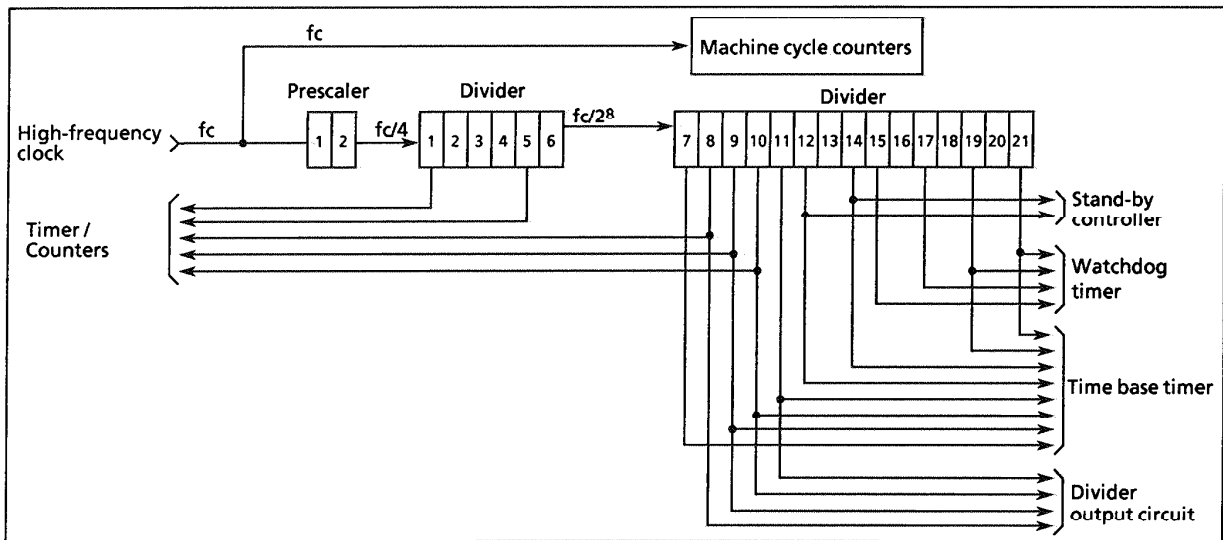 fc
Machine cycle counters
Prescaler
Divider
Divider
High-frequency
clock
fc
1 2
fc/4
1 2 3 4 5 6
fc/2⁸
7 8 9 10 11 12 13 14 15 16 17 18 19 20 21
Timer /
Counters
Stand-by
controller
Watchdog
timer
Time base timer
Divider
output circuit